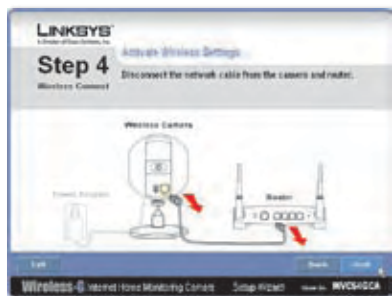 LINKSYS
A Division of Cisco Systems, Inc.
Step 4
Wireless Connect
Activate Wireless Settings
Disconnect the network cable from the camera and router.
Wireless Camera
Power Adapter
Router
Exit
Back
Next
Wireless-G Internet Home Monitoring Camera Setup Wizard Model No. WVC54GCA